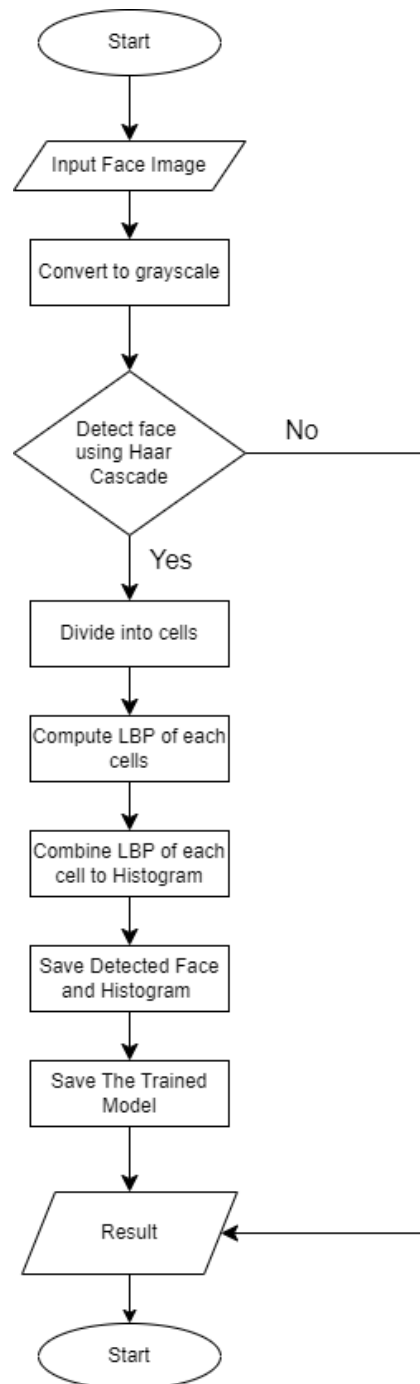 Start
Input Face Image
Convert to grayscale
Detect face
using Haar
Cascade
No
Yes
Divide into cells
Compute LBP of each
cells
Combine LBP of each
cell to Histogram
Save Detected Face
and Histogram
Save The Trained
Model
Result
Start